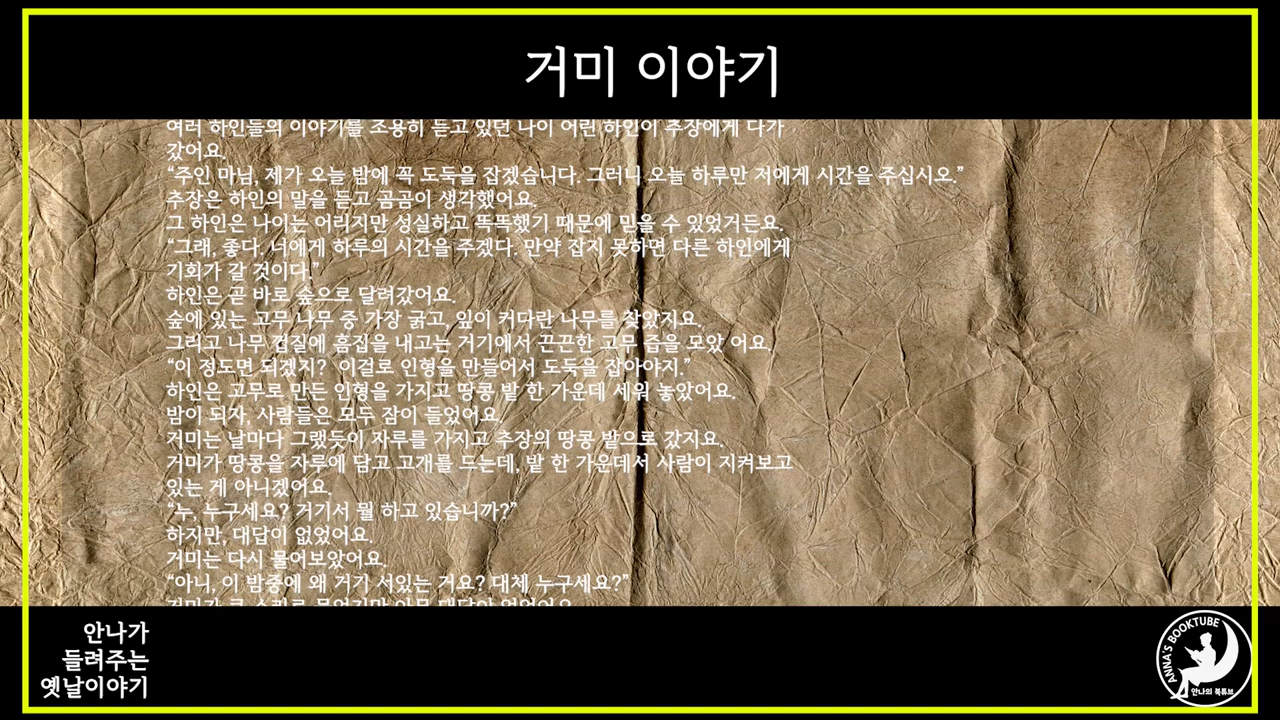 거미 이야기
여러 하인들의 이야기를 조용히 듣고 있던 나이 어린 하인이 추장에게 다가
갔어요.
“주인 마님, 제가 오늘 밤에 꼭 도둑을 잡겠습니다. 그러니 오늘 하루만 저에게 시간을 주십시오.”
추장은 하인의 말을 듣고 곰곰이 생각했어요.
그 하인은 나이는 어리지만 성실하고 똑똑했기 때문에 믿을 수 있었거든요.
“그래, 좋다. 너에게 하루의 시간을 주겠다. 만약 잡지 못하면 다른 하인에게
기회가 갈 것이다.”
하인은 곧 바로 숲으로 달려갔어요.
숲에 있는 고무 나무 중 가장 굵고, 잎이 커다란 나무를 찾았지요.
그리고 나무 껍질에 흠집을 내고는 거기에서 끈끈한 고무 즙을 모았 어요.
“이 정도면 되겠지? 이걸로 인형을 만들어서 도둑을 잡아야지.”
하인은 고무로 만든 인형을 가지고 땅콩 밭 한 가운데 세워 놓았어요.
밤이 되자, 사람들은 모두 잠이 들었어요.
거미는 날마다 그랬듯이 자루를 가지고 추장의 땅콩 밭으로 갔지요.
거미가 땅콩을 자루에 담고 고개를 드는데, 밭 한 가운데서 사람이 지켜보고
있는 게 아니겠어요.
“누, 누구세요? 거기서 뭘 하고 있습니까?”
하지만, 대답이 없었어요.
거미는 다시 물어보았어요.
“아니, 이 밤중에 왜 거기 서있는 거요? 대체 누구세요?”
안나가
들려주는
옛날이야기
ANNA'S BOOKTUBE
안나의 북튜브